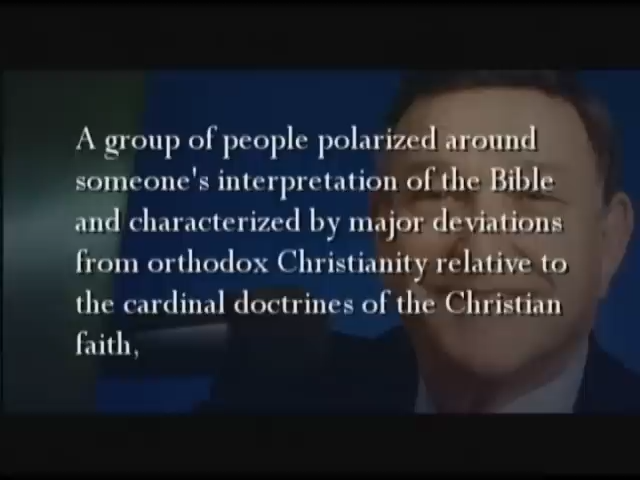 A group of people polarized around
someone's interpretation of the Bible
and characterized by major deviations
from orthodox Christianity relative to
the cardinal doctrines of the Christian
faith,